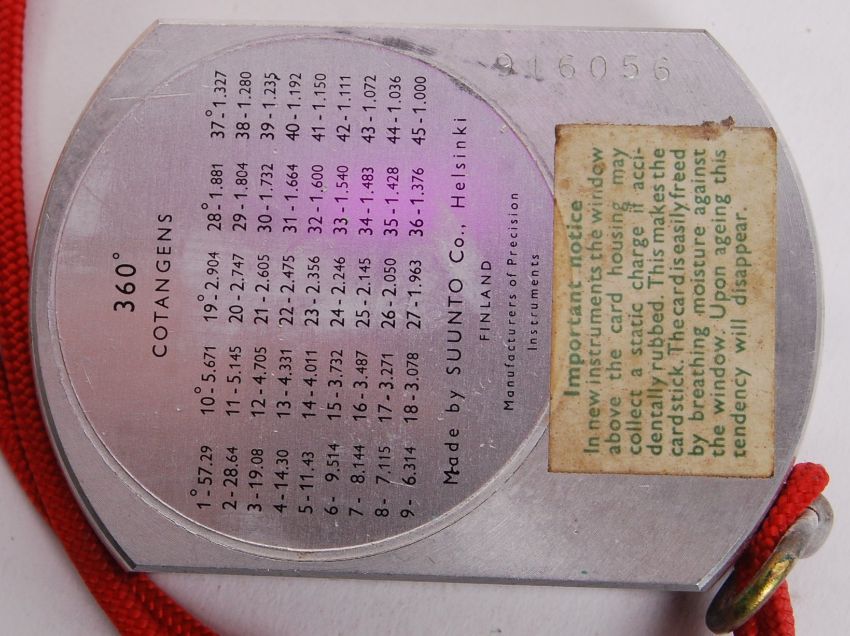 360°
COTANGENS
1°-57.29 10°-5.671 19°-2.904 28°-1.881 37°-1.327
2-28.64 11-5.145 20-2.747 29-1.804 38-1.280
3-19.08 12-4.705 21-2.605 30-1.732 39-1.235
4-14.30 13-4.331 22-2.475 31-1.664 40-1.192
5-11.43 14-4.011 23-2.356 32-1.600 41-1.150
6- 9.514 15-3.732 24-2.246 33-1.540 42-1.111
7- 8.144 16-3.487 25-2.145 34-1.483 43-1.072
8- 7.115 17-3.271 26-2.050 35-1.428 44-1.036
9- 6.314 18-3.078 27-1.963 36-1.376 45-1.000
Made by SUUNTO Co., Helsinki
FINLAND
Manufacturers of Precision
Instruments
916056
Important notice
In new instruments the window
above the card housing may
collect a static charge if acci-
dentally rubbed. This makes the
card stick. The card is easily freed
by breathing moisture against
the window. Upon ageing this
tendency will disappear.